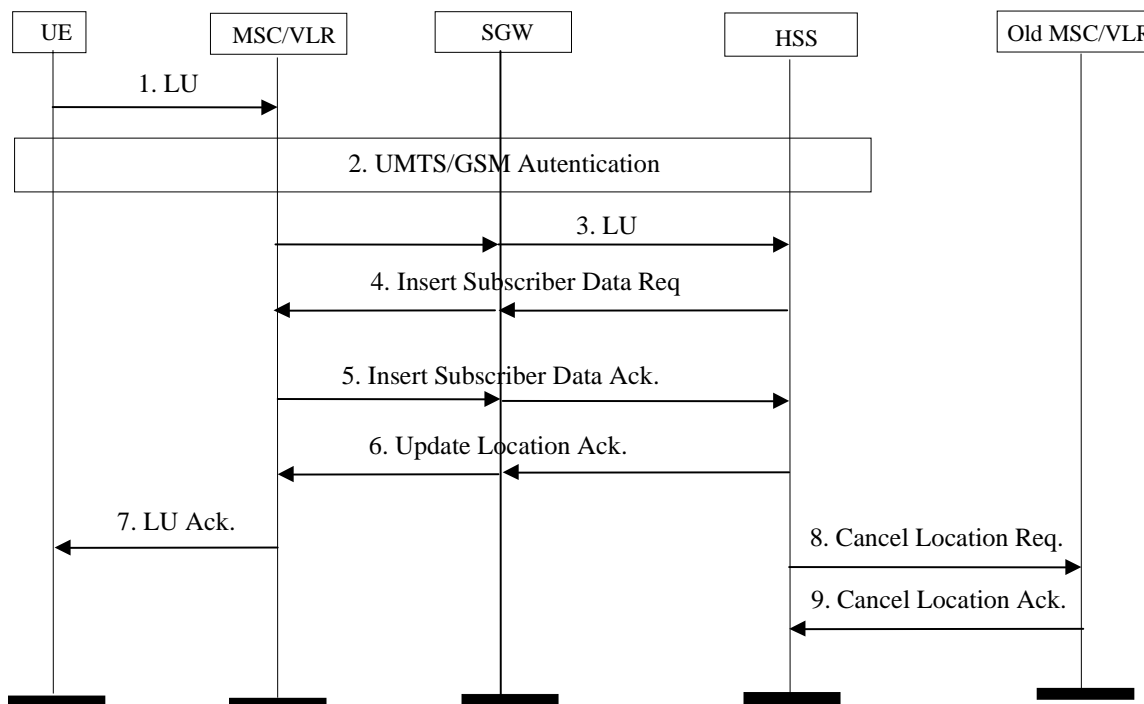 UE
MSC/VLR
SGW
HSS
Old MSC/VLR
1. LU
2. UMTS/GSM Autentication
3. LU
4. Insert Subscriber Data Req
5. Insert Subscriber Data Ack.
6. Update Location Ack.
7. LU Ack.
8. Cancel Location Req.
9. Cancel Location Ack.